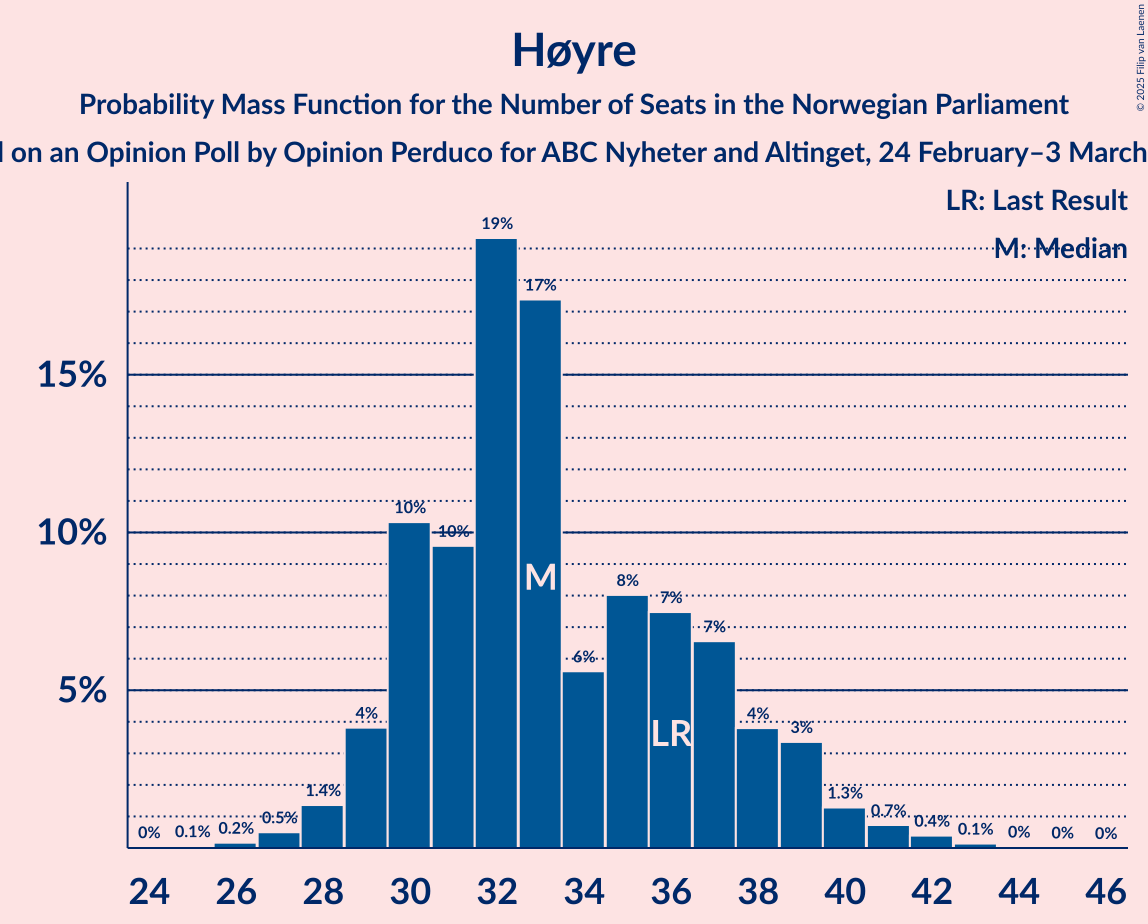 Høyre
Probability Mass Function for the Number of Seats in the Norwegian Parliament
on an Opinion Poll by Opinion Perduco for ABC Nyheter and Altinget, 24 February–3 March
© 2025 Filip van Laenen
LR: Last Result
M: Median
15%
10%
5%
0%
0.1%
0.2%
0.5%
1.4%
4%
10%
10%
19%
17%
6%
8%
7%
7%
4%
3%
1.3%
0.7%
0.4%
0.1%
0%
0%
0%
M
LR
24 26 28 30 32 34 36 38 40 42 44 46